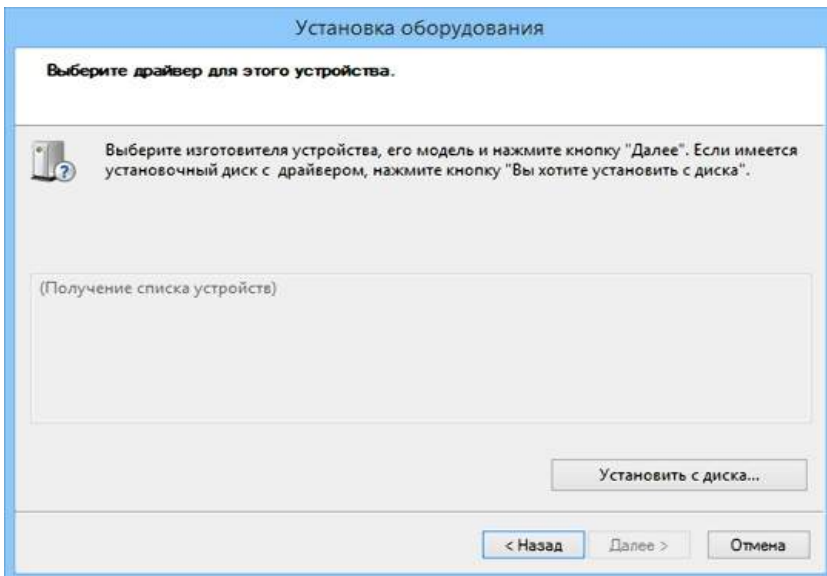 Установка оборудования
Выберите драйвер для этого устройства.
Выберите изготовителя устройства, его модель и нажмите кнопку "Далее". Если имеется
установочный диск с драйвером, нажмите кнопку "Вы хотите установить с диска".
(Получение списка устройств)
Установить с диска...
< Назад
Далее >
Отмена